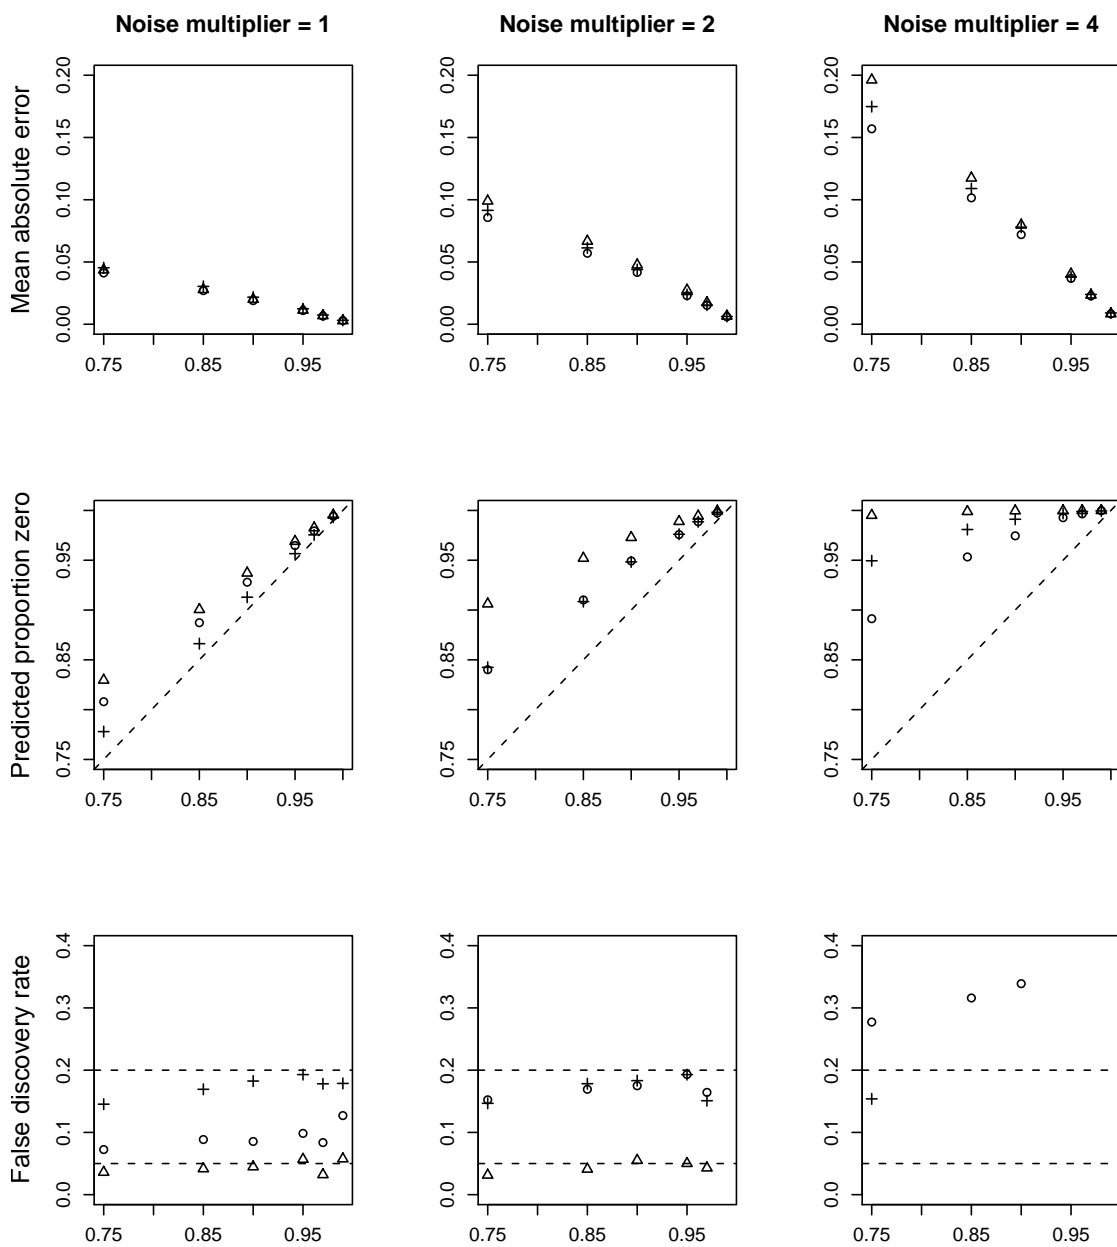 Noise multiplier = 1 Noise multiplier = 2 Noise multiplier = 4
Mean absolute error
0.20 0.20 0.20
0.15 0.15 0.15
0.10 0.10 0.10
0.05 0.05 0.05
0.00 0.00 0.00
0.75 0.85 0.95 0.75 0.85 0.95 0.75 0.85 0.95
Predicted proportion zero
0.95 0.95 0.95
0.85 0.85 0.85
0.75 0.75 0.75
0.75 0.85 0.95 0.75 0.85 0.95 0.75 0.85 0.95
False discovery rate
0.4 0.4 0.4
0.3 0.3 0.3
0.2 0.2 0.2
0.1 0.1 0.1
0.0 0.0 0.0
0.75 0.85 0.95 0.75 0.85 0.95 0.75 0.85 0.95